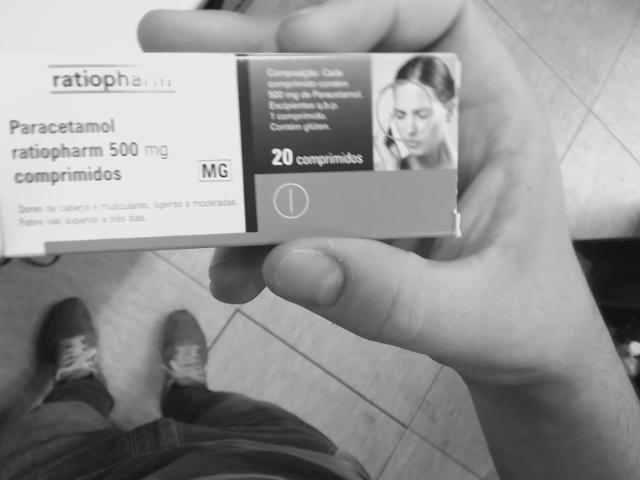 ratiopharm
Paracetamol
ratiopharm 500 mg
comprimidos
MG
Dores de cabeça e musculares, ligeiras a moderadas.
Febre não superior a três dias.
Composição: Cada
comprimido contém
500 mg de Paracetamol.
Excipientes q.b.p.
1 comprimido.
Contém glúten.
20 comprimidos